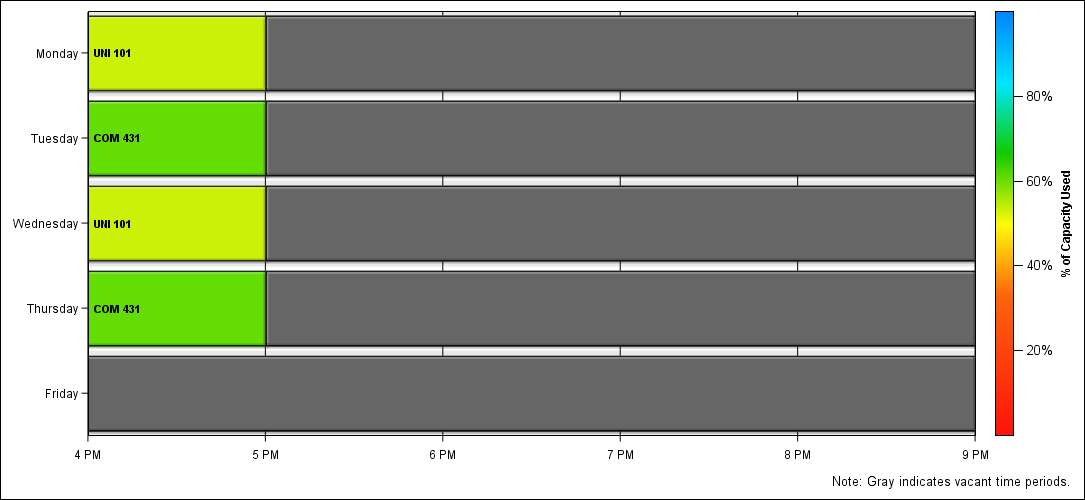 Monday
UNI 101
Tuesday
COM 431
Wednesday
UNI 101
Thursday
COM 431
Friday
4 PM 5 PM 6 PM 7 PM 8 PM 9 PM
80%
60%
40%
20%
% of Capacity Used
Note: Gray indicates vacant time periods.